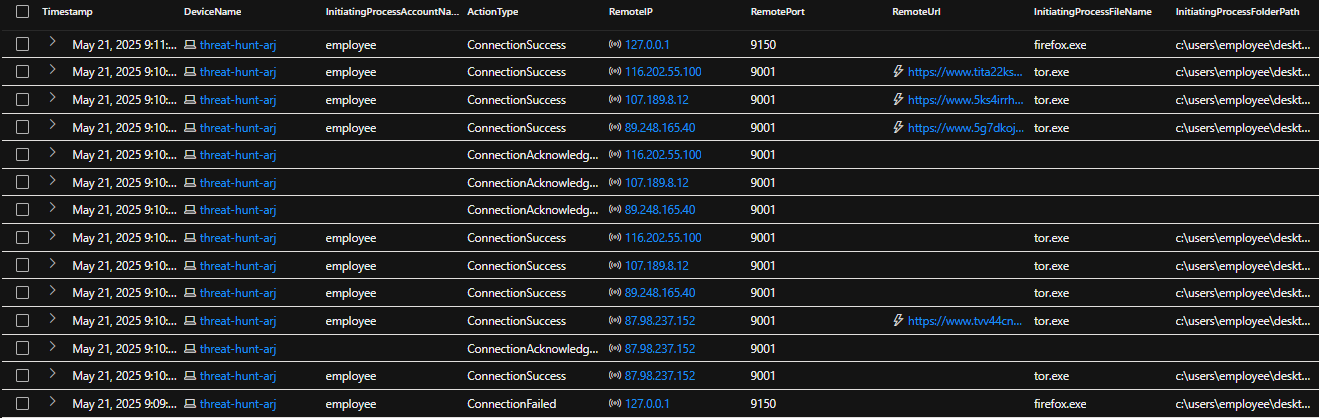 Timestamp DeviceName InitiatingProcessAccountNa... ActionType RemoteIP RemotePort RemoteUrl InitiatingProcessFileName InitiatingProcessFolderPath
May 21, 2025 9:11:... threat-hunt-arj employee ConnectionSuccess 127.0.0.1 9150 firefox.exe c:\users\employee\deskt...
May 21, 2025 9:10:... threat-hunt-arj employee ConnectionSuccess 116.202.55.100 9001 https://www.tita22ks... tor.exe c:\users\employee\deskt...
May 21, 2025 9:10:... threat-hunt-arj employee ConnectionSuccess 107.189.8.12 9001 https://www.5ks4irrh... tor.exe c:\users\employee\deskt...
May 21, 2025 9:10:... threat-hunt-arj employee ConnectionSuccess 89.248.165.40 9001 https://www.5g7dkoj... tor.exe c:\users\employee\deskt...
May 21, 2025 9:10:... threat-hunt-arj ConnectionAcknowledg... 116.202.55.100 9001
May 21, 2025 9:10:... threat-hunt-arj ConnectionAcknowledg... 107.189.8.12 9001
May 21, 2025 9:10:... threat-hunt-arj ConnectionAcknowledg... 89.248.165.40 9001
May 21, 2025 9:10:... threat-hunt-arj employee ConnectionSuccess 116.202.55.100 9001 tor.exe c:\users\employee\deskt...
May 21, 2025 9:10:... threat-hunt-arj employee ConnectionSuccess 107.189.8.12 9001 tor.exe c:\users\employee\deskt...
May 21, 2025 9:10:... threat-hunt-arj employee ConnectionSuccess 89.248.165.40 9001 tor.exe c:\users\employee\deskt...
May 21, 2025 9:10:... threat-hunt-arj employee ConnectionSuccess 87.98.237.152 9001 https://www.tvv44cn... tor.exe c:\users\employee\deskt...
May 21, 2025 9:10:... threat-hunt-arj ConnectionAcknowledg... 87.98.237.152 9001
May 21, 2025 9:10:... threat-hunt-arj employee ConnectionSuccess 87.98.237.152 9001 tor.exe c:\users\employee\deskt...
May 21, 2025 9:09:... threat-hunt-arj employee ConnectionFailed 127.0.0.1 9150 firefox.exe c:\users\employee\deskt...